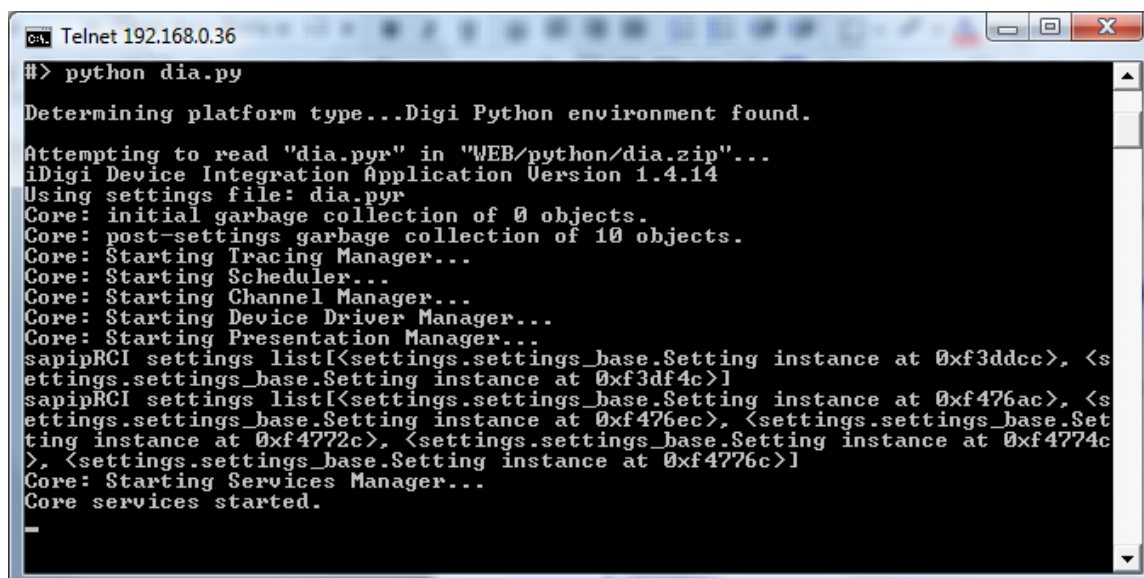 Telnet 192.168.0.36
#> python dia.py
Determining platform type...Digi Python environment found.
Attempting to read "dia.pyr" in "WEB/python/dia.zip"...
iDigi Device Integration Application Version 1.4.14
Using settings file: dia.pyr
Core: initial garbage collection of 0 objects.
Core: post-settings garbage collection of 10 objects.
Core: Starting Tracing Manager...
Core: Starting Scheduler...
Core: Starting Channel Manager...
Core: Starting Device Driver Manager...
Core: Starting Presentation Manager...
sapipRCI settings list[<settings.settings_base.Setting instance at 0xf3ddcc>, <s
ettings.settings_base.Setting instance at 0xf3df4c>]
sapipRCI settings list[<settings.settings_base.Setting instance at 0xf476ac>, <s
ettings.settings_base.Setting instance at 0xf476ec>, <settings.settings_base.Set
ting instance at 0xf4772c>, <settings.settings_base.Setting instance at 0xf4774c
>, <settings.settings_base.Setting instance at 0xf4776c>]
Core: Starting Services Manager...
Core services started.